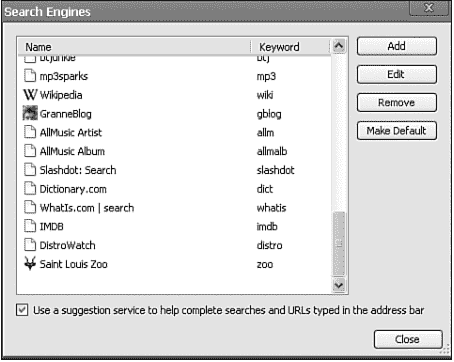 Search Engines
Name Keyword
btjunkie btj
mp3sparks mp3
Wikipedia wiki
GranneBlog gblog
AllMusic Artist allm
AllMusic Album allmalb
Slashdot: Search slashdot
Dictionary.com dict
WhatIs.com | search whatis
IMDB imdb
DistroWatch distro
Saint Louis Zoo zoo
Add
Edit
Remove
Make Default
Use a suggestion service to help complete searches and URLs typed in the address bar
Close